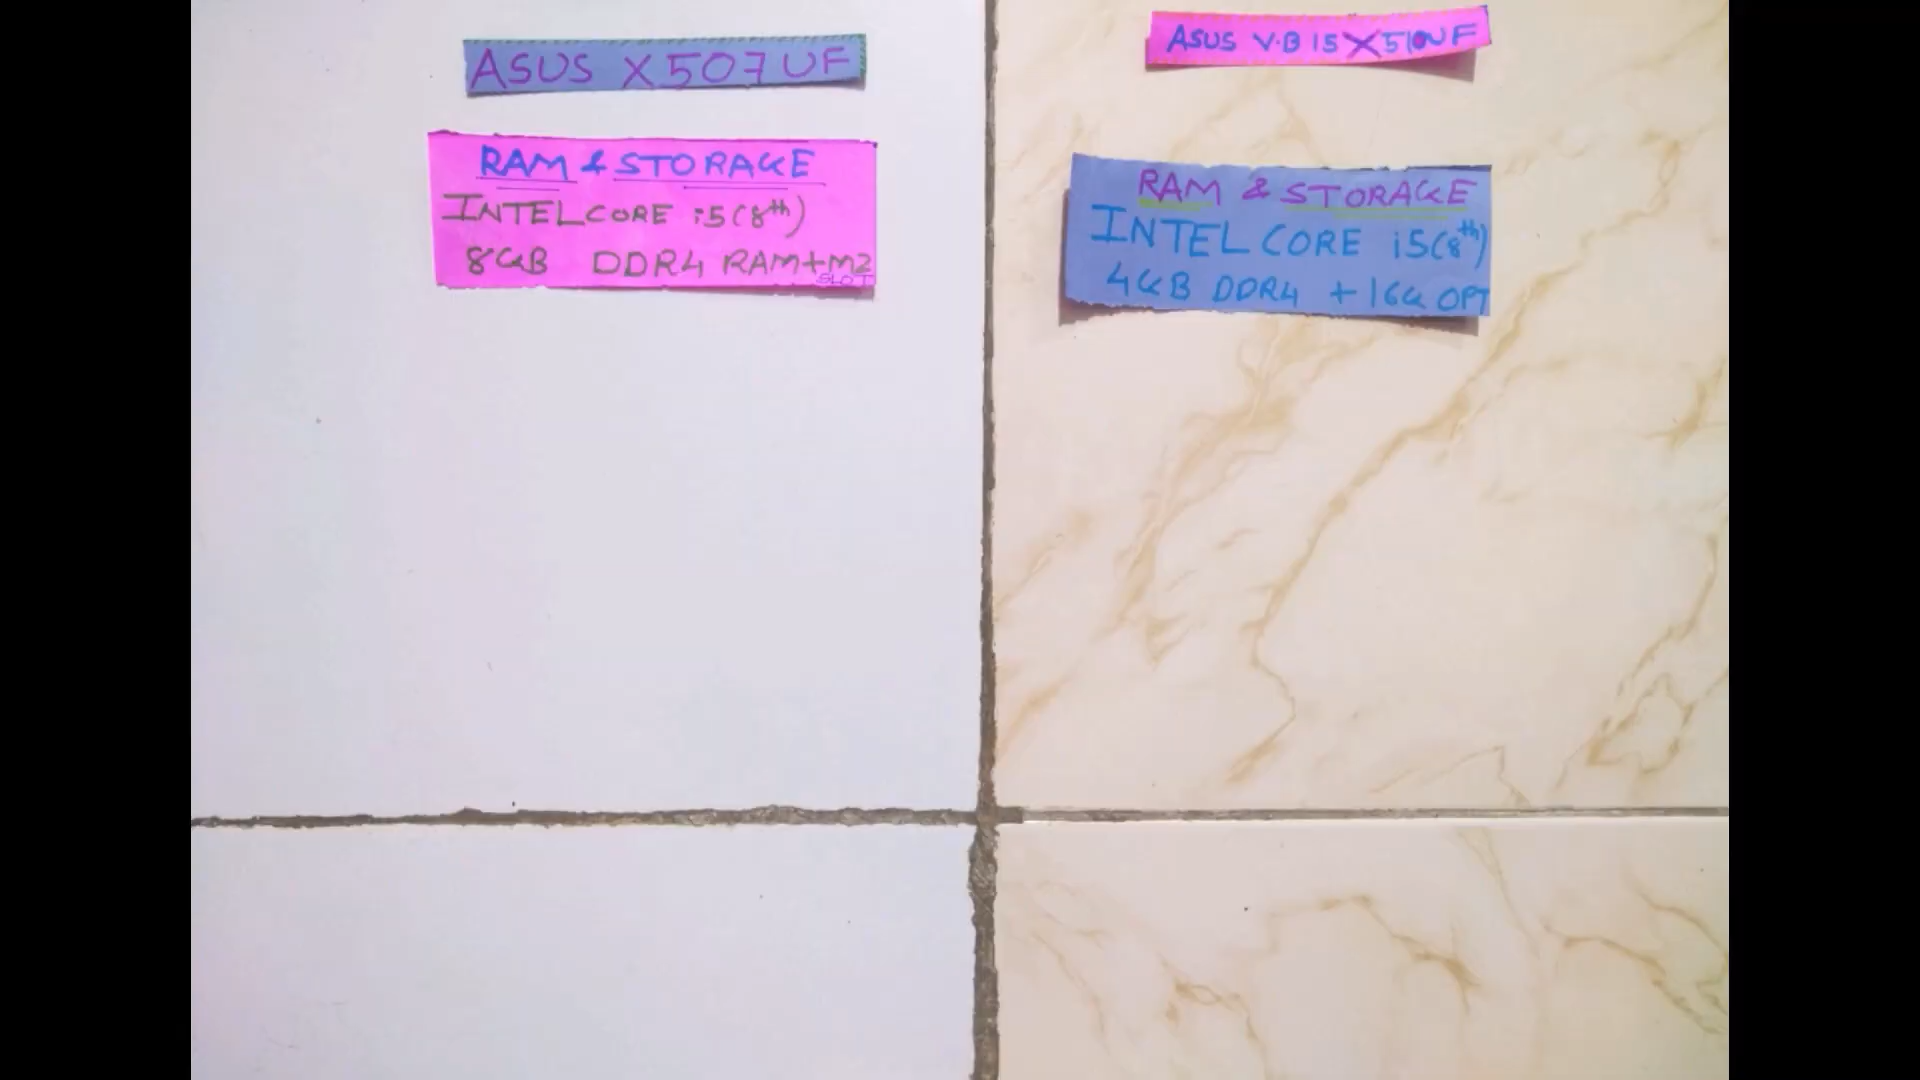 ASUS X507UF
RAM & STORAGE
INTEL CORE i5(8th)
8GB DDR4 RAM+M2
SLOT
ASUS V.B 15 X510UF
RAM & STORAGE
INTEL CORE i5(8th)
4GB DDR4 + 16G OPT